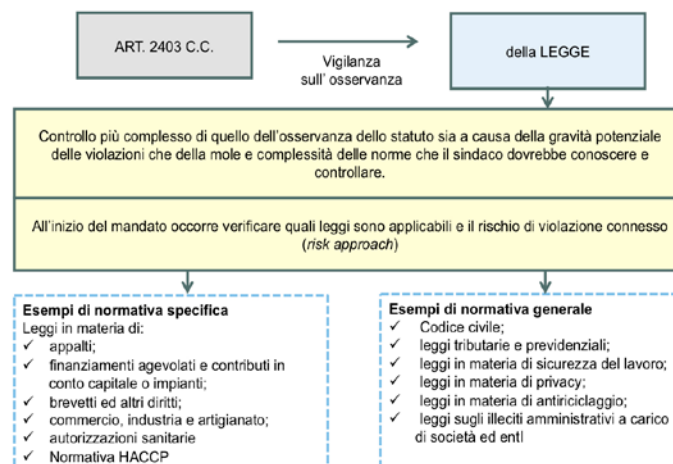 ART. 2403 C.C.
Vigilanza
sull’ osservanza
della LEGGE
Controllo più complesso di quello dell’osservanza dello statuto sia a causa della gravità potenziale
delle violazioni che della mole e complessità delle norme che il sindaco dovrebbe conoscere e
controllare.
All’inizio del mandato occorre verificare quali leggi sono applicabili e il rischio di violazione connesso
(risk approach)
Esempi di normativa specifica
Leggi in materia di:
✓ appalti;
✓ finanziamenti agevolati e contributi in
conto capitale o impianti;
✓ brevetti ed altri diritti;
✓ commercio, industria e artigianato;
✓ autorizzazioni sanitarie
✓ Normativa HACCP
Esempi di normativa generale
✓ Codice civile;
✓ leggi tributarie e previdenziali;
✓ leggi in materia di sicurezza del lavoro;
✓ leggi in materia di privacy;
✓ leggi in materia di antiriciclaggio;
✓ leggi sugli illeciti amministrativi a carico
di società ed entI